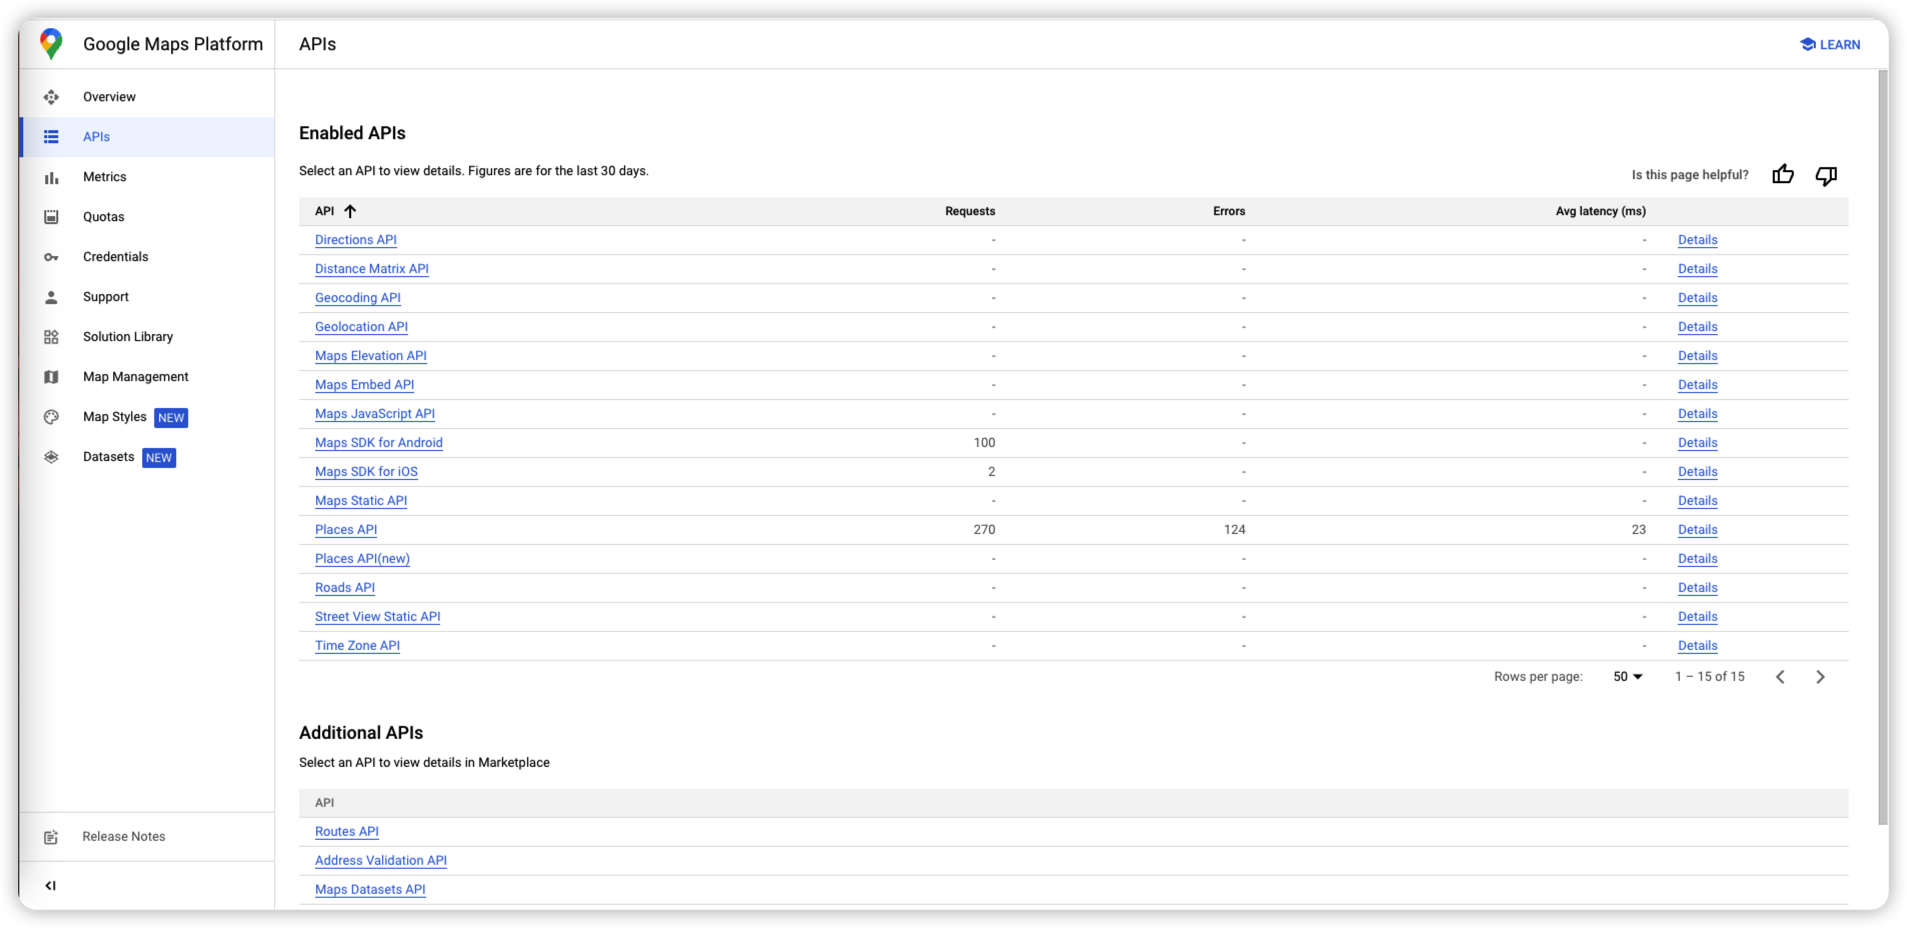 Google Maps Platform
APIs
LEARN
Overview
APIs
Metrics
Quotas
Credentials
Support
Solution Library
Map Management
Map Styles NEW
Datasets NEW
Release Notes
Enabled APIs
Select an API to view details. Figures are for the last 30 days.
Is this page helpful?
API Requests Errors Avg latency (ms)
Directions API - - - Details
Distance Matrix API - - - Details
Geocoding API - - - Details
Geolocation API - - - Details
Maps Elevation API - - - Details
Maps Embed API - - - Details
Maps JavaScript API - - - Details
Maps SDK for Android 100 - - Details
Maps SDK for iOS 2 - - Details
Maps Static API - - - Details
Places API 270 124 23 Details
Places API(new) - - - Details
Roads API - - - Details
Street View Static API - - - Details
Time Zone API - - - Details
Rows per page: 50 1 – 15 of 15
Additional APIs
Select an API to view details in Marketplace
API
Routes API
Address Validation API
Maps Datasets API